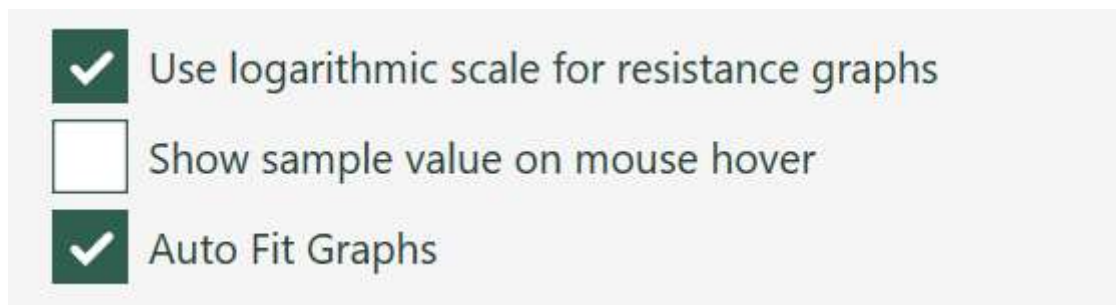 Use logarithmic scale for resistance graphs
Show sample value on mouse hover
Auto Fit Graphs